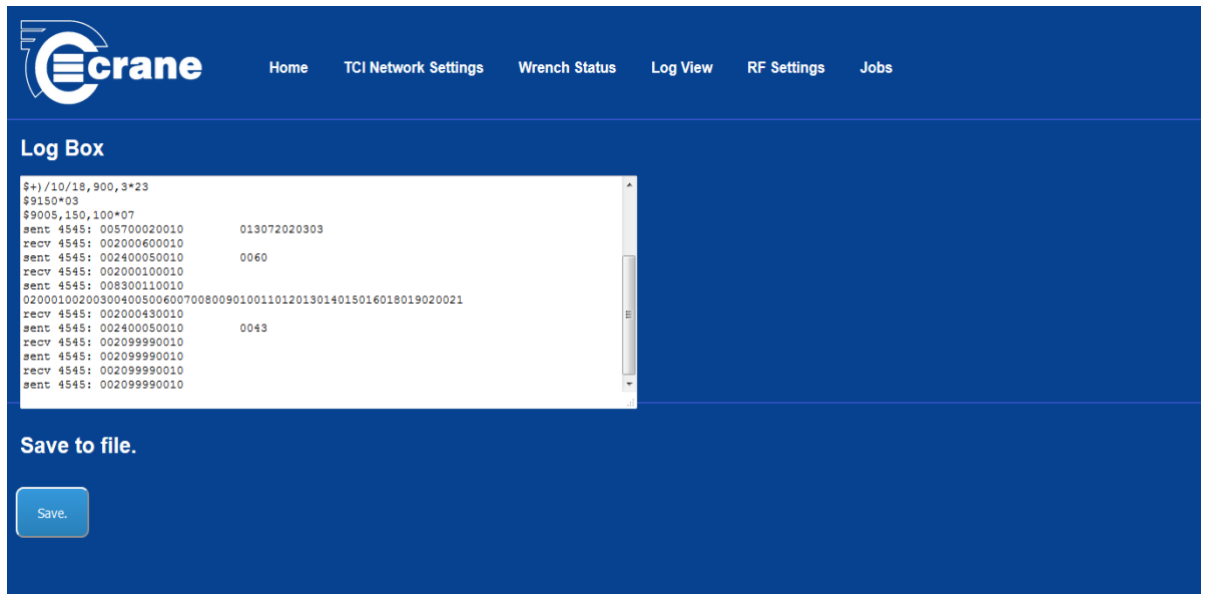 crane
Home TCI Network Settings Wrench Status Log View RF Settings Jobs
Log Box
$+)/10/18,900,3*23
$9150*03
$9005,150,100*07
sent 4545: 005700020010 013072020303
recv 4545: 002000600010
sent 4545: 002400050010 0060
recv 4545: 002000100010
sent 4545: 008300110010
020001002003004005006007008009010011012013014015016018019020021
recv 4545: 002000430010
sent 4545: 002400050010 0043
recv 4545: 002099990010
sent 4545: 002099990010
recv 4545: 002099990010
sent 4545: 002099990010
Save to file.
Save.